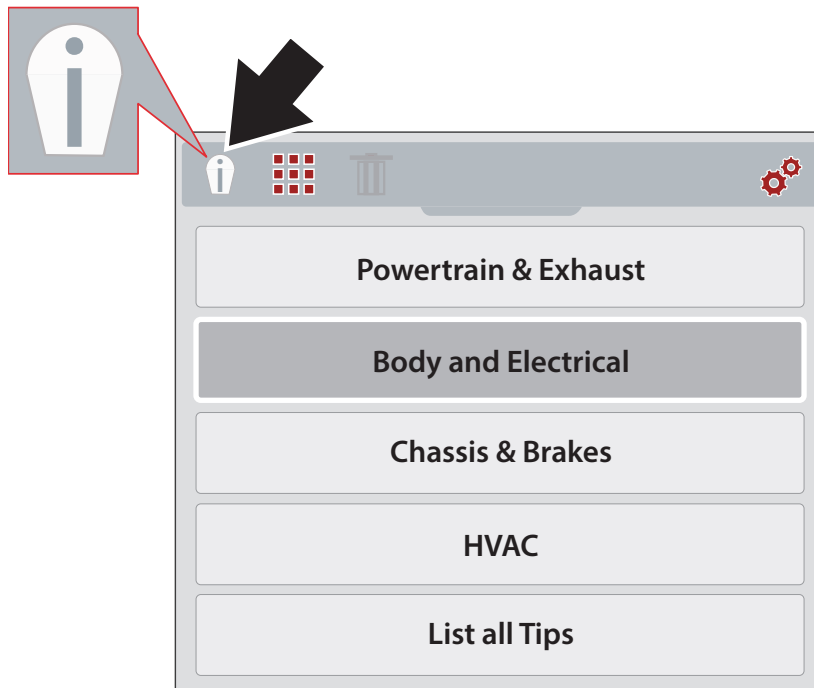 i
i
Powertrain & Exhaust
Body and Electrical
Chassis & Brakes
HVAC
List all Tips